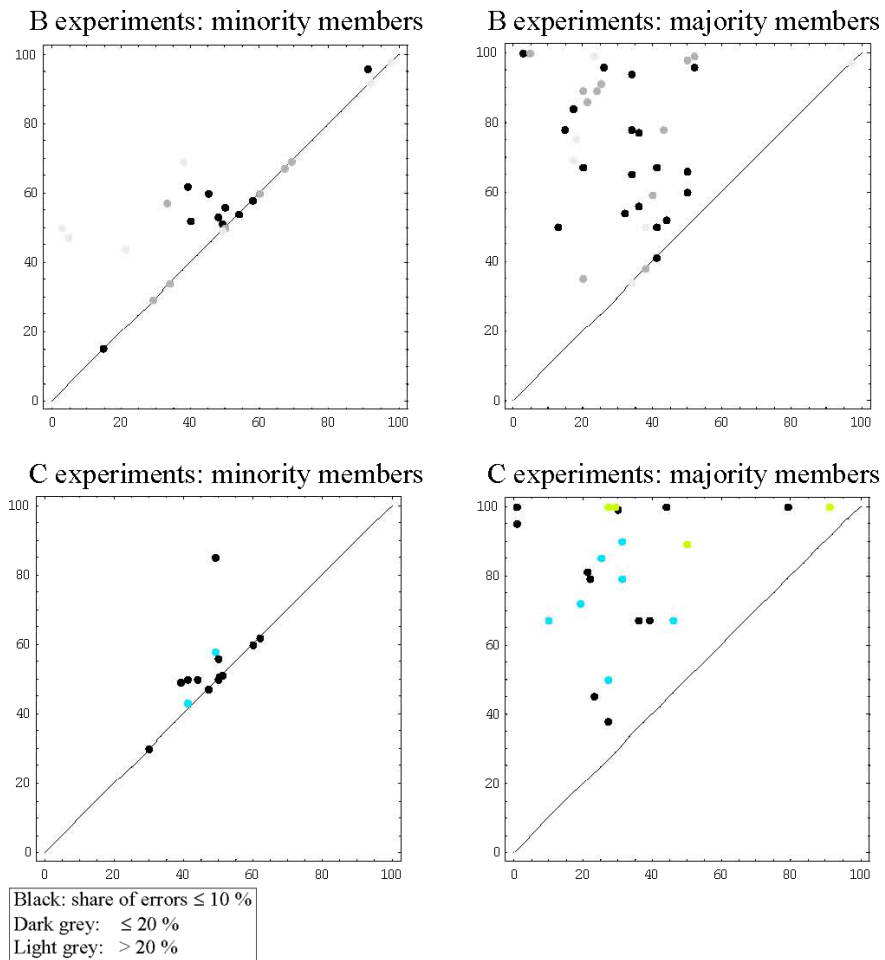 B experiments: minority members
100
80
60
40
20
0
0 20 40 60 80 100
B experiments: majority members
100
80
60
40
20
0
0 20 40 60 80 100
C experiments: minority members
100
80
60
40
20
0
0 20 40 60 80 100
C experiments: majority members
100
80
60
40
20
0
0 20 40 60 80 100
Black: share of errors ≤ 10 %
Dark grey: ≤ 20 %
Light grey: > 20 %